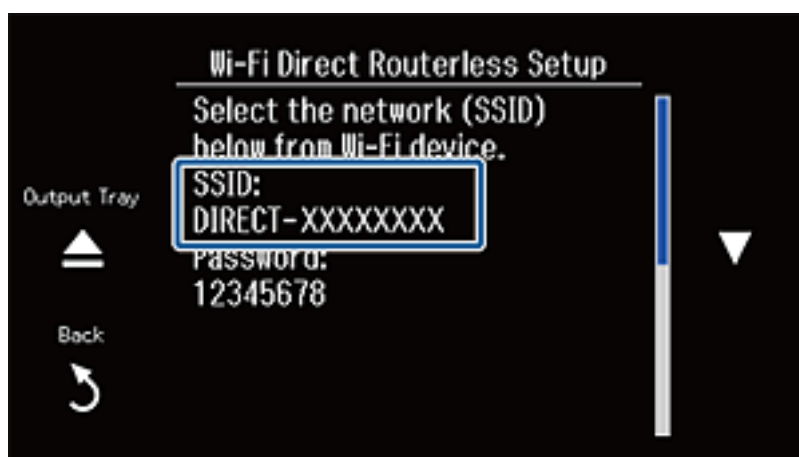 Wi-Fi Direct Routerless Setup
Select the network (SSID)
below from Wi-Fi device.
SSID:
DIRECT-XXXXXXXX
Password:
12345678
Output Tray
Back